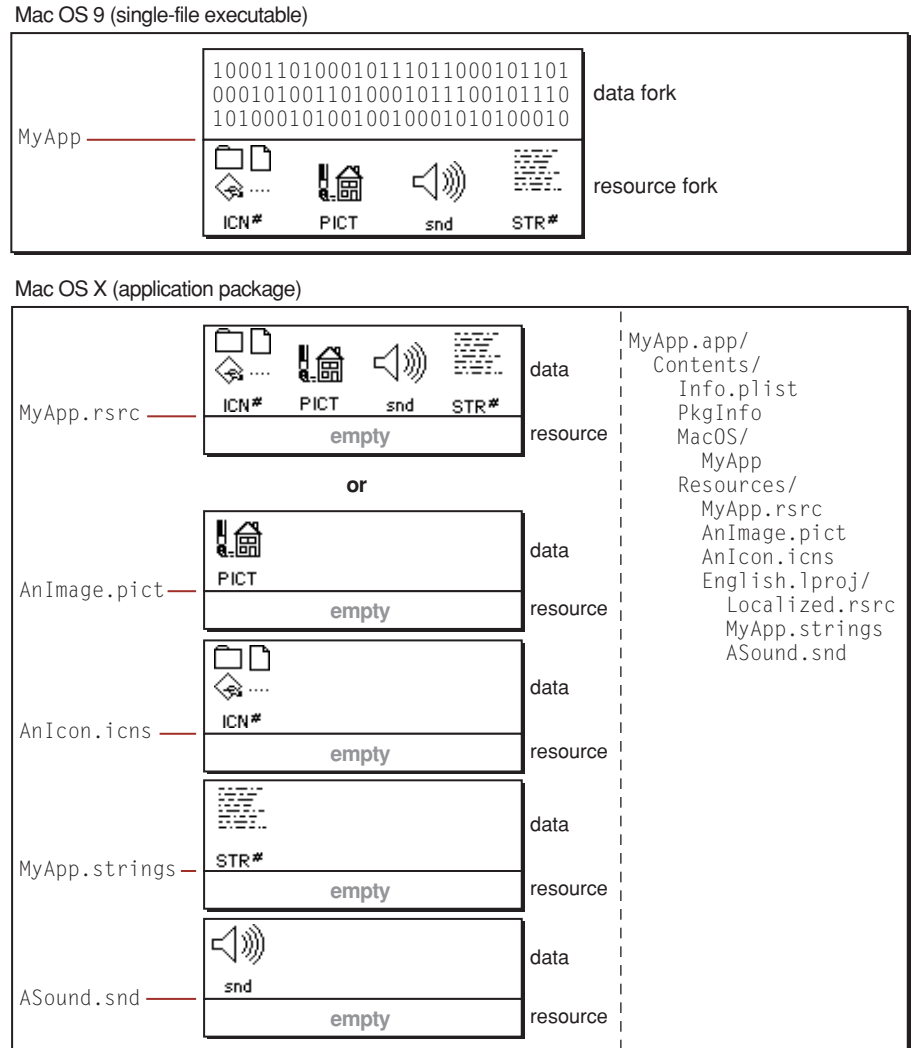 Mac OS 9 (single-file executable)
1000110100010111011000101101
0001010011010001011100101110
1010001010010010001010100010
data fork
MyApp
resource fork
ICN# PICT snd STR#
Mac OS X (application package)
ICN# PICT snd STR#
data
MyApp.rsrc
empty
resource
or
PICT
data
AnImage.pict
empty
resource
ICN#
data
AnIcon.icns
empty
resource
STR#
data
MyApp.strings
empty
resource
snd
data
ASound.snd
empty
resource
MyApp.app/
Contents/
Info.plist
PkgInfo
MacOS/
MyApp
Resources/
MyApp.rsrc
AnImage.pict
AnIcon.icns
English.lproj/
Localized.rsrc
MyApp.strings
ASound.snd